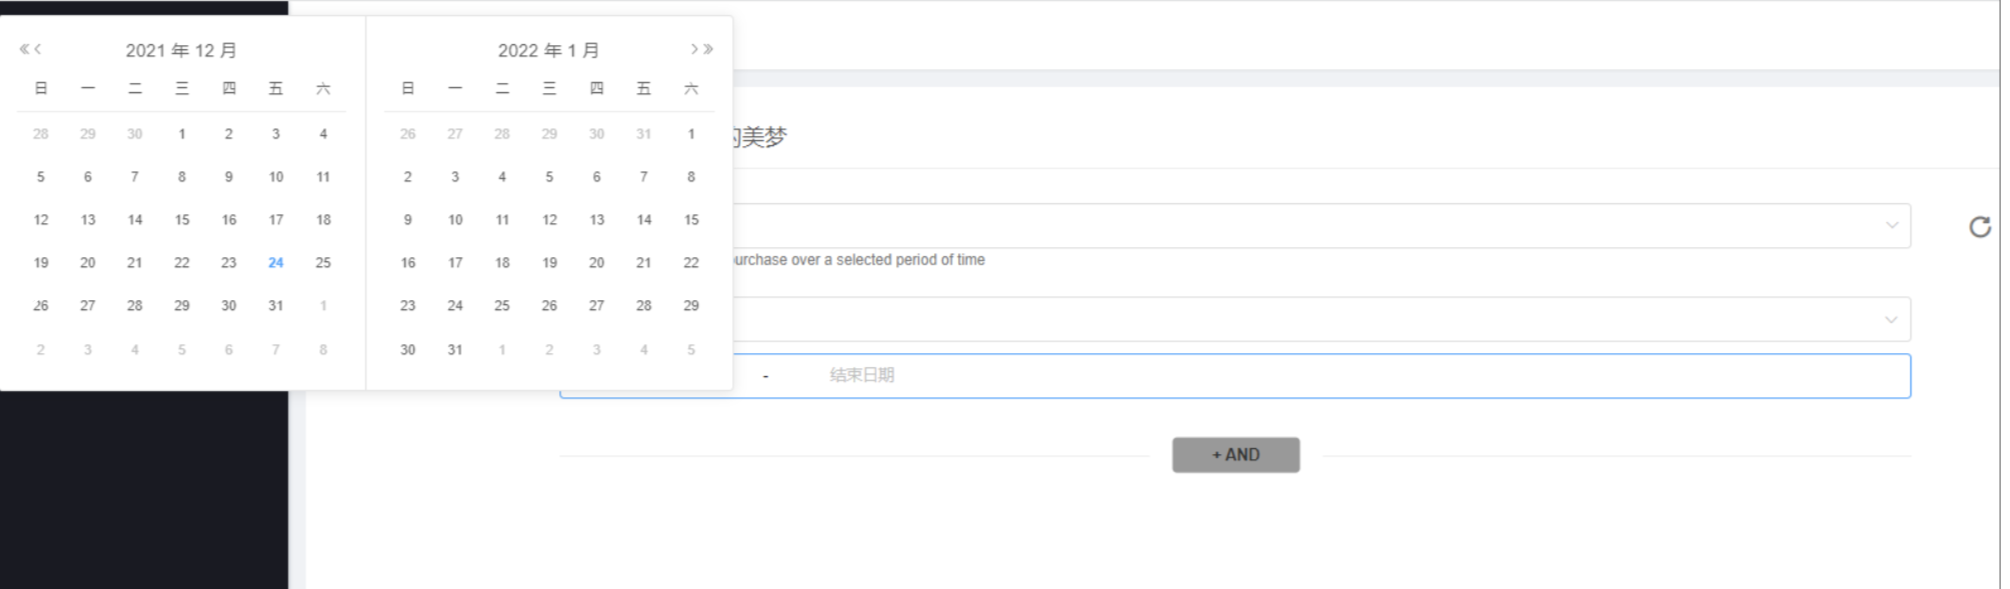 2021 年 12 月
日 一 二 三 四 五 六
28 29 30 1 2 3 4
5 6 7 8 9 10 11
12 13 14 15 16 17 18
19 20 21 22 23 24 25
26 27 28 29 30 31 1
2 3 4 5 6 7 8
2022 年 1 月
日 一 二 三 四 五 六
26 27 28 29 30 31 1
2 3 4 5 6 7 8
9 10 11 12 13 14 15
16 17 18 19 20 21 22
23 24 25 26 27 28 29
30 31 1 2 3 4 5
的美梦
urchase over a selected period of time
- 结束日期
+ AND